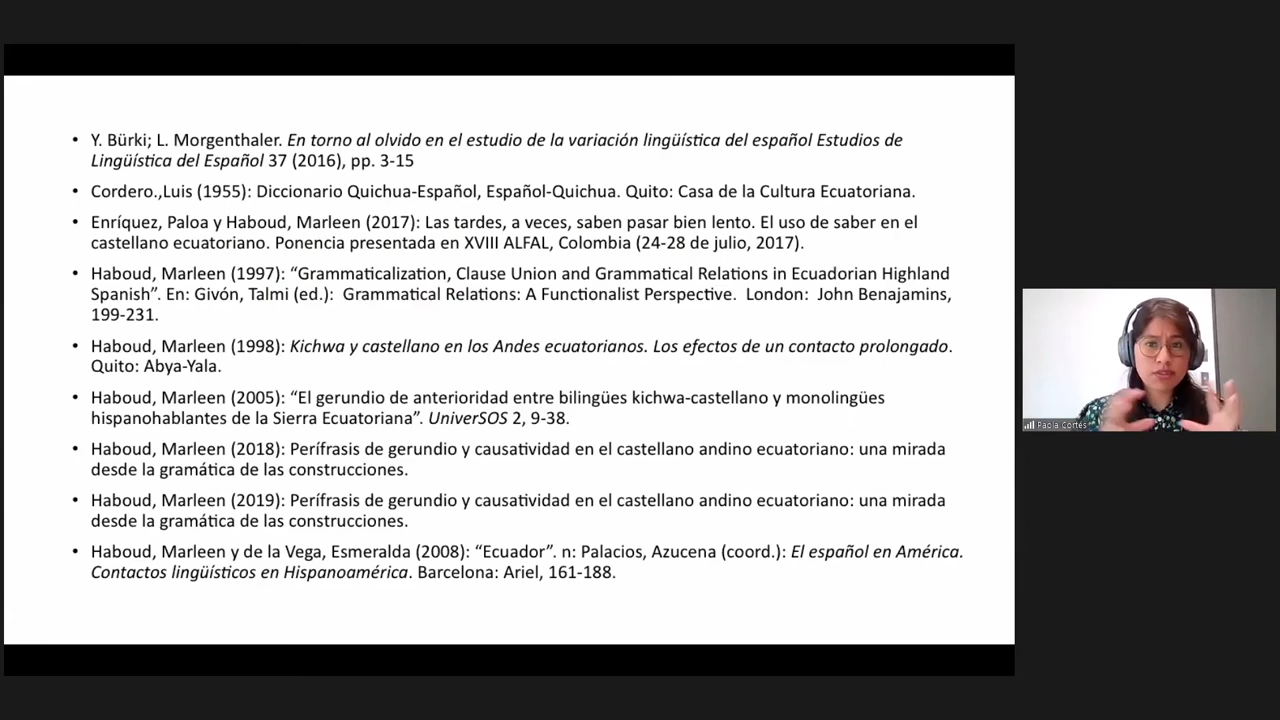 • Y. Bürki; L. Morgenthaler. En torno al olvido en el estudio de la variación lingüística del español Estudios de
Lingüística del Español 37 (2016), pp. 3-15
• Cordero.,Luis (1955): Diccionario Quichua-Español, Español-Quichua. Quito: Casa de la Cultura Ecuatoriana.
• Enríquez, Paloa y Haboud, Marleen (2017): Las tardes, a veces, saben pasar bien lento. El uso de saber en el
castellano ecuatoriano. Ponencia presentada en XVIII ALFAL, Colombia (24-28 de julio, 2017).
• Haboud, Marleen (1997): “Grammaticalization, Clause Union and Grammatical Relations in Ecuadorian Highland
Spanish”. En: Givón, Talmi (ed.): Grammatical Relations: A Functionalist Perspective. London: John Benajamins,
199-231.
• Haboud, Marleen (1998): Kichwa y castellano en los Andes ecuatorianos. Los efectos de un contacto prolongado.
Quito: Abya-Yala.
• Haboud, Marleen (2005): “El gerundio de anterioridad entre bilingües kichwa-castellano y monolingües
hispanohablantes de la Sierra Ecuatoriana”. UniverSOS 2, 9-38.
• Haboud, Marleen (2018): Perífrasis de gerundio y causatividad en el castellano andino ecuatoriano: una mirada
desde la gramática de las construcciones.
• Haboud, Marleen (2019): Perífrasis de gerundio y causatividad en el castellano andino ecuatoriano: una mirada
desde la gramática de las construcciones.
• Haboud, Marleen y de la Vega, Esmeralda (2008): “Ecuador”. n: Palacios, Azucena (coord.): El español en América.
Contactos lingüísticos en Hispanoamérica. Barcelona: Ariel, 161-188.
Paola Cortés